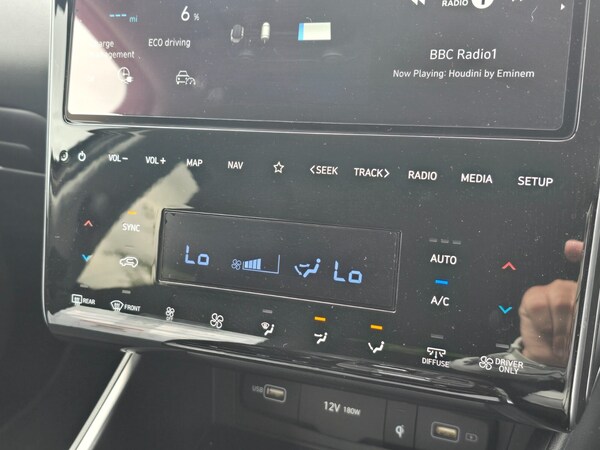 --- mi
6 %
RADIO 1
ECO driving
BBC Radio1
Now Playing: Houdini by Eminem
VOL- VOL+ MAP NAV <SEEK TRACK> RADIO MEDIA SETUP
SYNC
AUTO
Lo Lo
A/C
REAR FRONT
DIFFUSE DRIVER
ONLY
USB
12V 180W